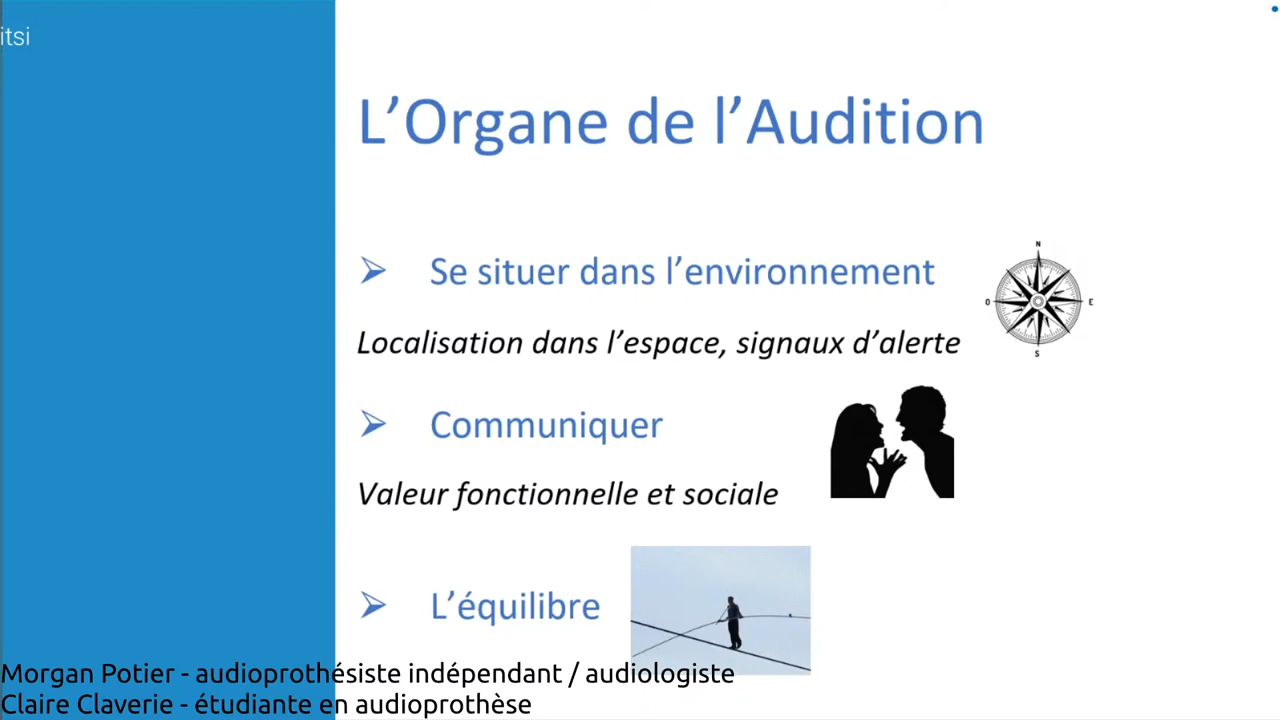 itsi
L’Organe de l’Audition
➢ Se situer dans l’environnement
Localisation dans l’espace, signaux d’alerte
N
O
E
S
➢ Communiquer
Valeur fonctionnelle et sociale
➢ L’équilibre
Morgan Potier - audioprothésiste indépendant / audiologiste
Claire Claverie - étudiante en audioprothèse